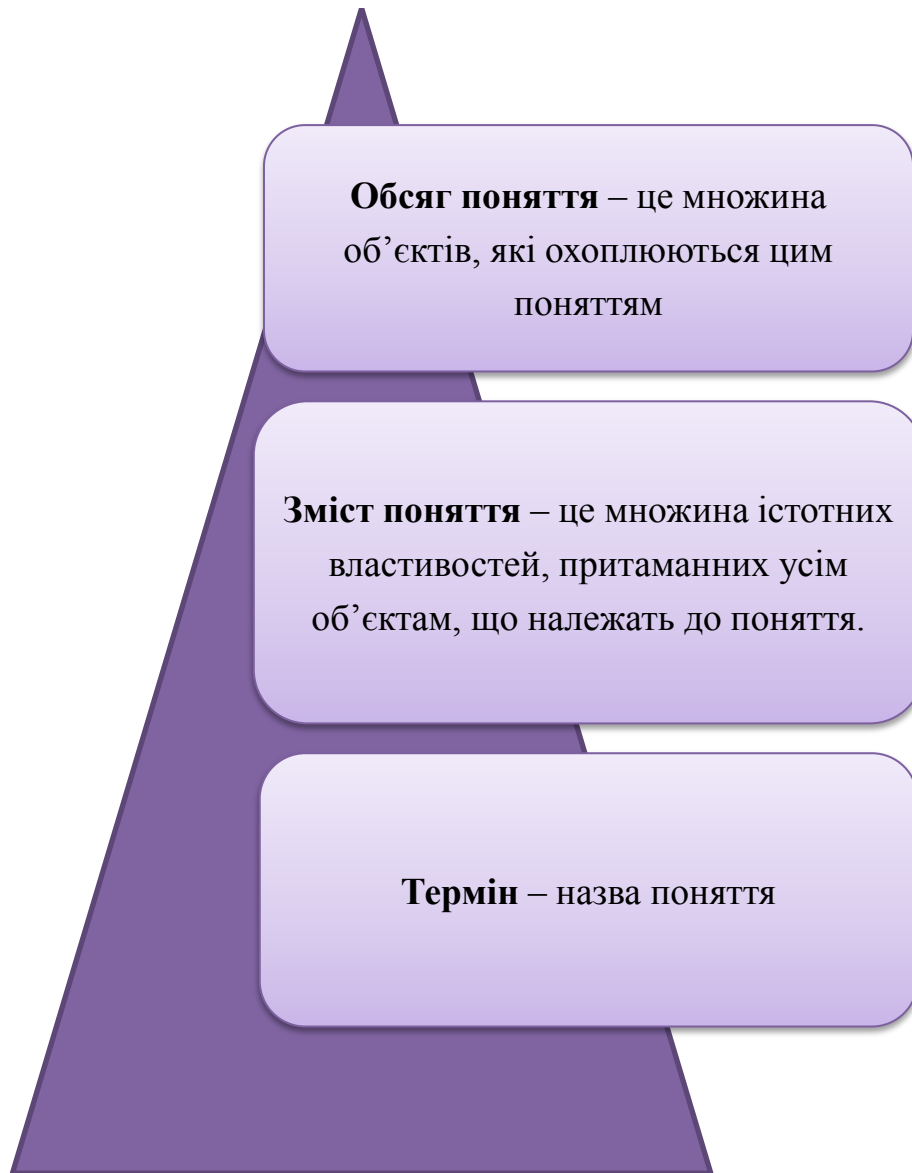 Обсяг поняття – це множина
об’єктів, які охоплюються цим
поняттям
Зміст поняття – це множина істотних
властивостей, притаманних усім
об’єктам, що належать до поняття.
Термін – назва поняття